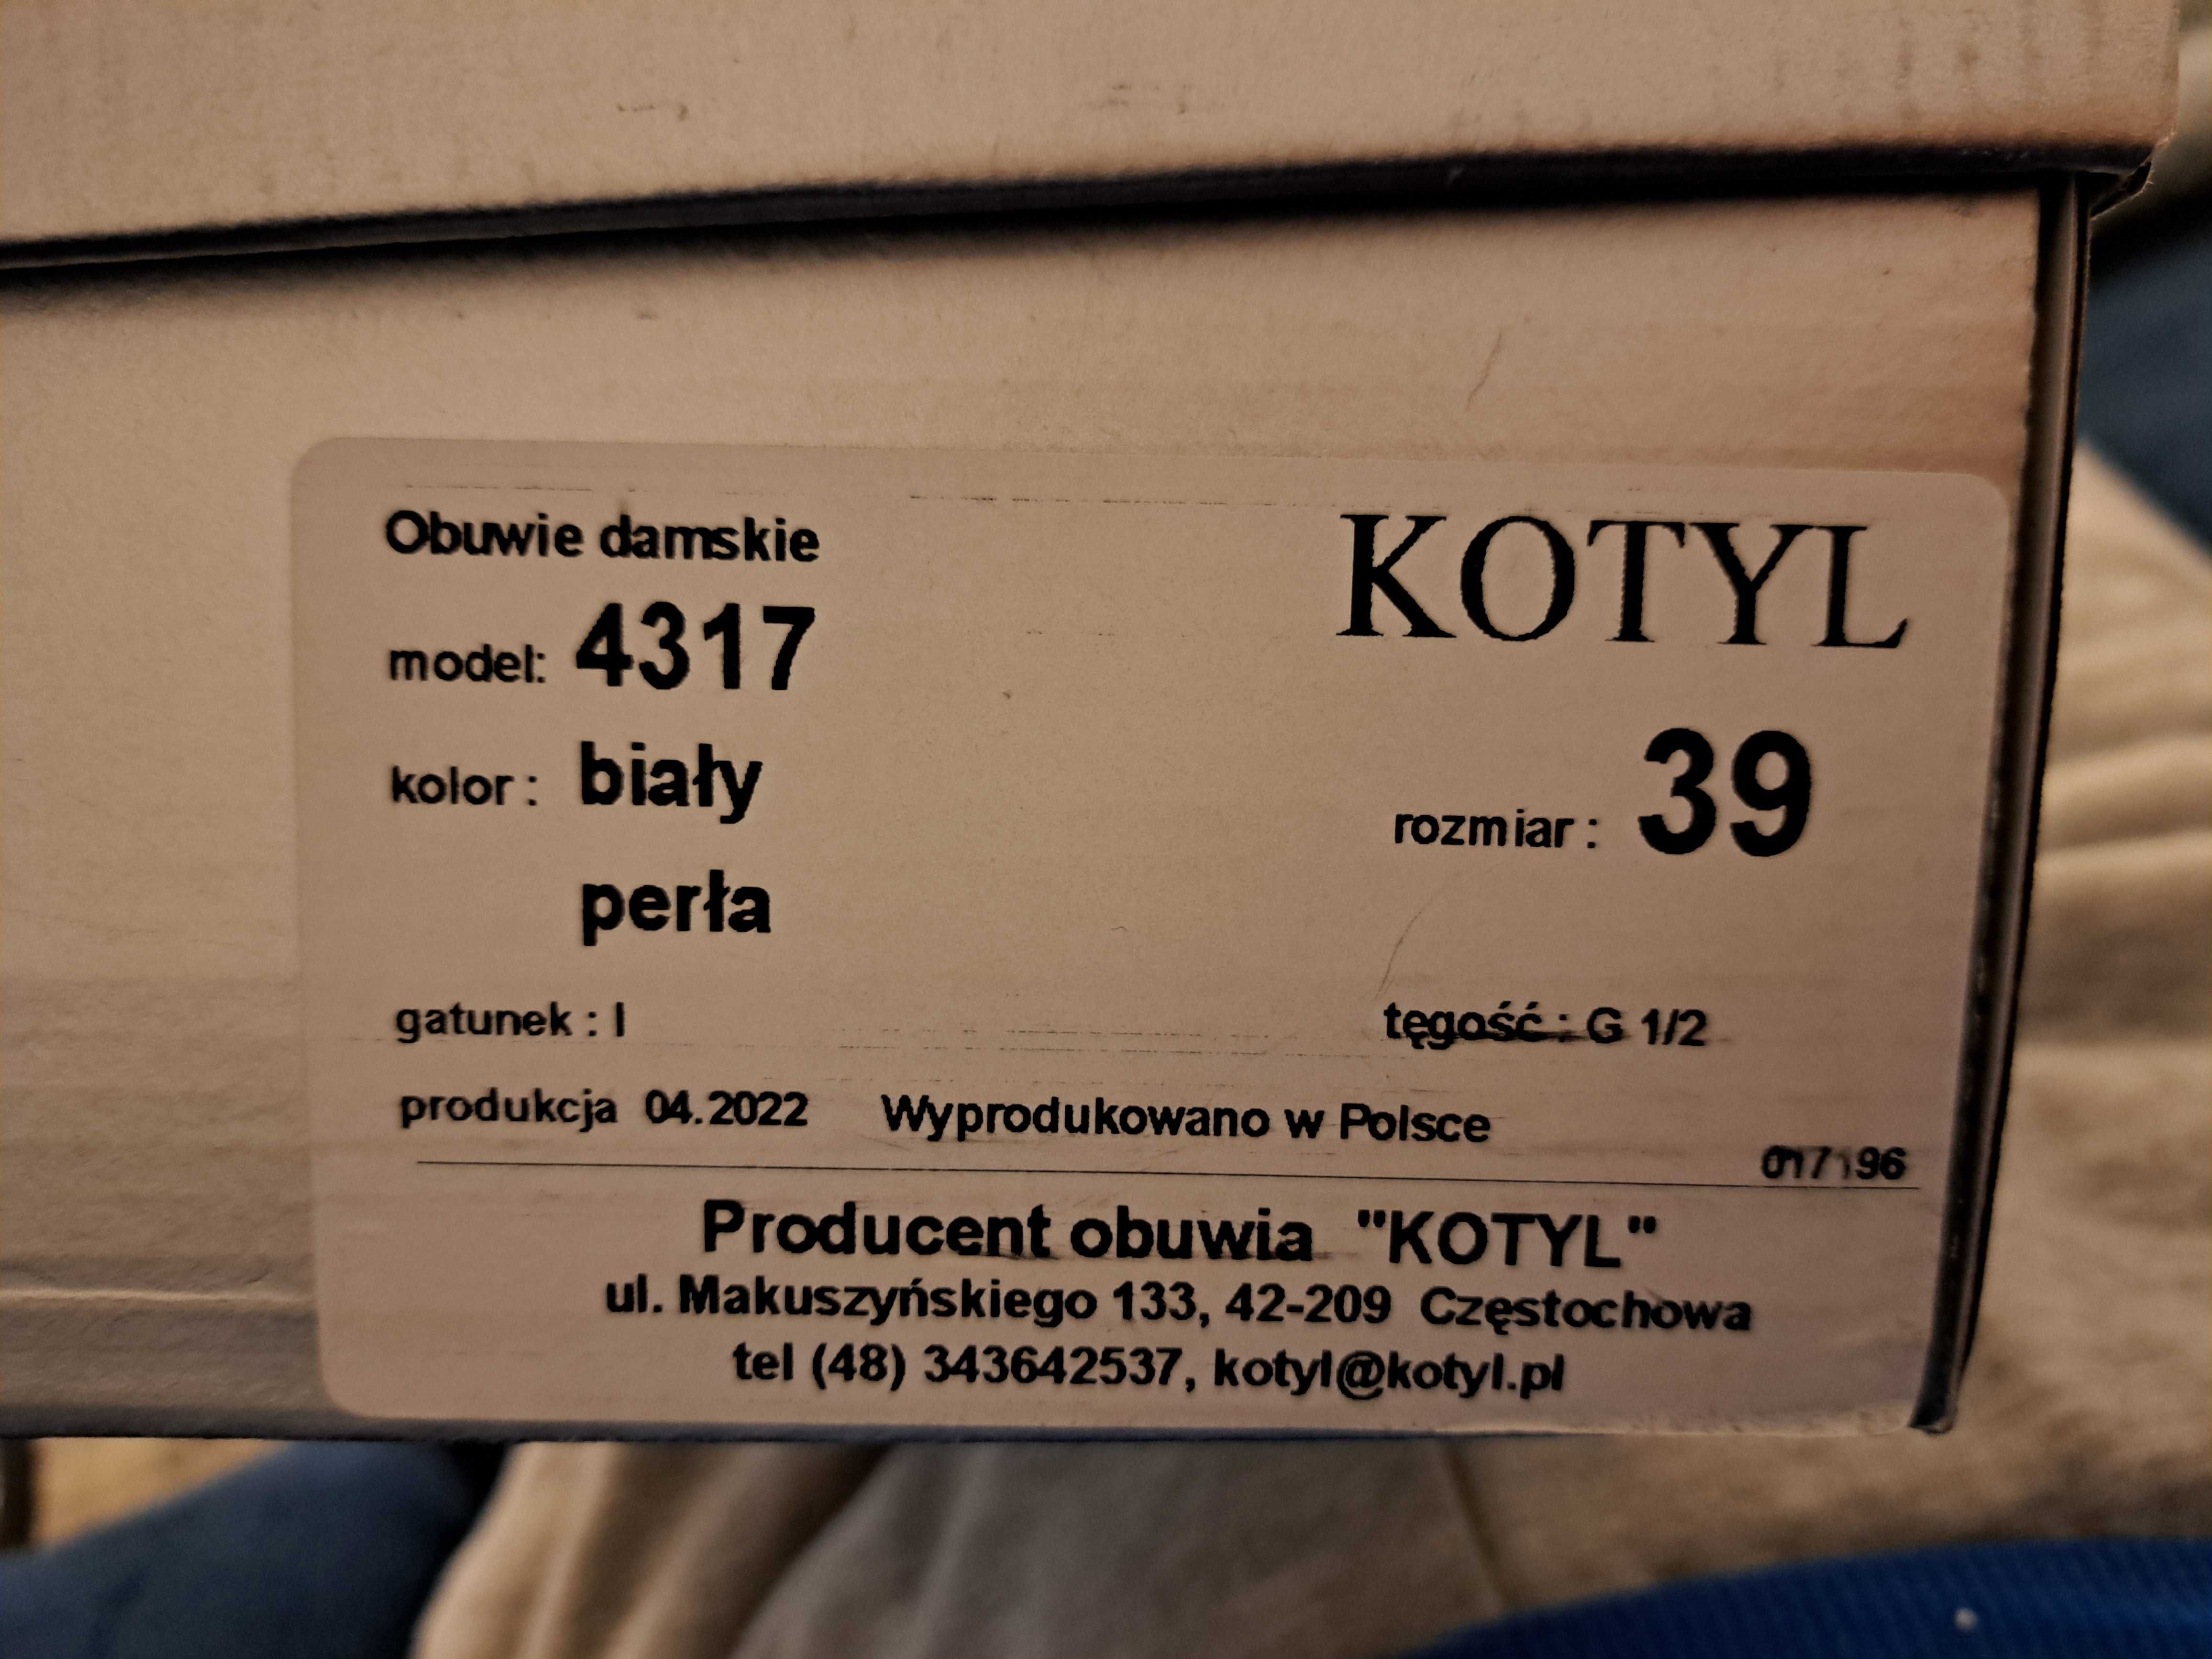 Obuwie damskie
KOTYL
model: 4317
kolor : biały
rozmiar : 39
perła
gatunek : I
tęgość : G 1/2
produkcja 04.2022 Wyprodukowano w Polsce
Producent obuwia "KOTYL"
ul. Makuszyńskiego 133, 42-209 Częstochowa
tel (48) 343642537, kotyl@kotyl.pl